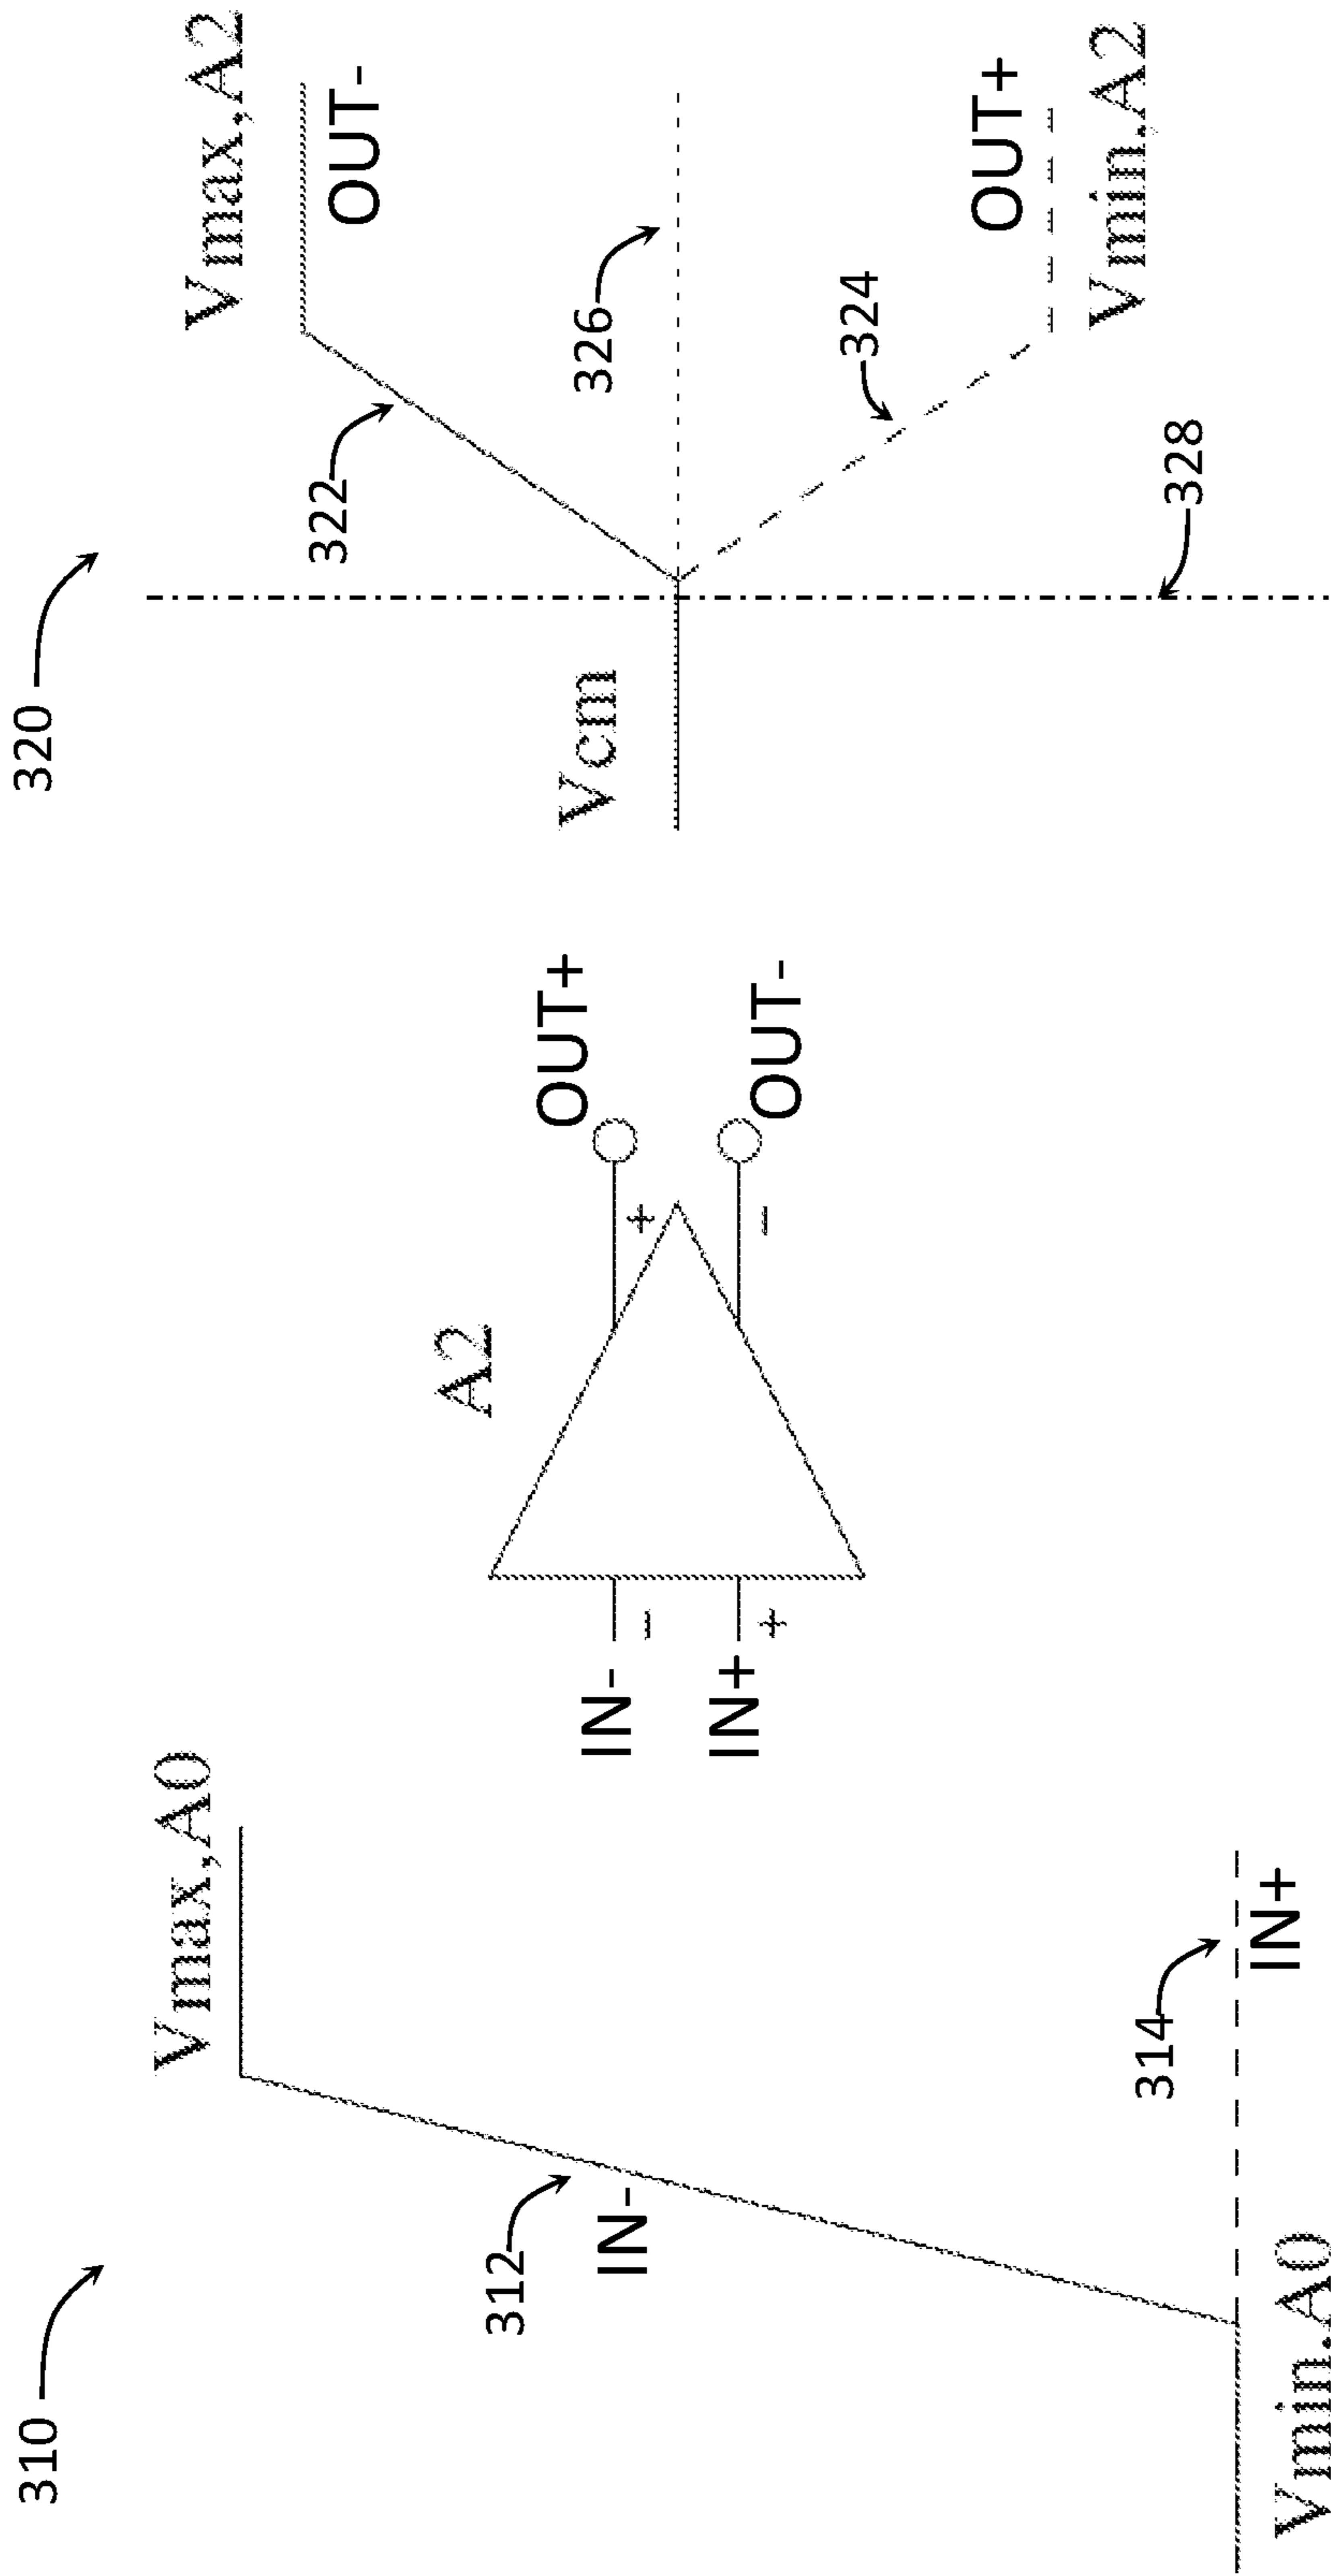 310
Vmax,A0
312
IN-
314
IN+
Vmin.A0
A2
IN-
−
IN+
+
+
OUT+
−
OUT-
320
Vmax,A2
OUT-
322
Vcm
326
324
OUT+
Vmin.A2
328